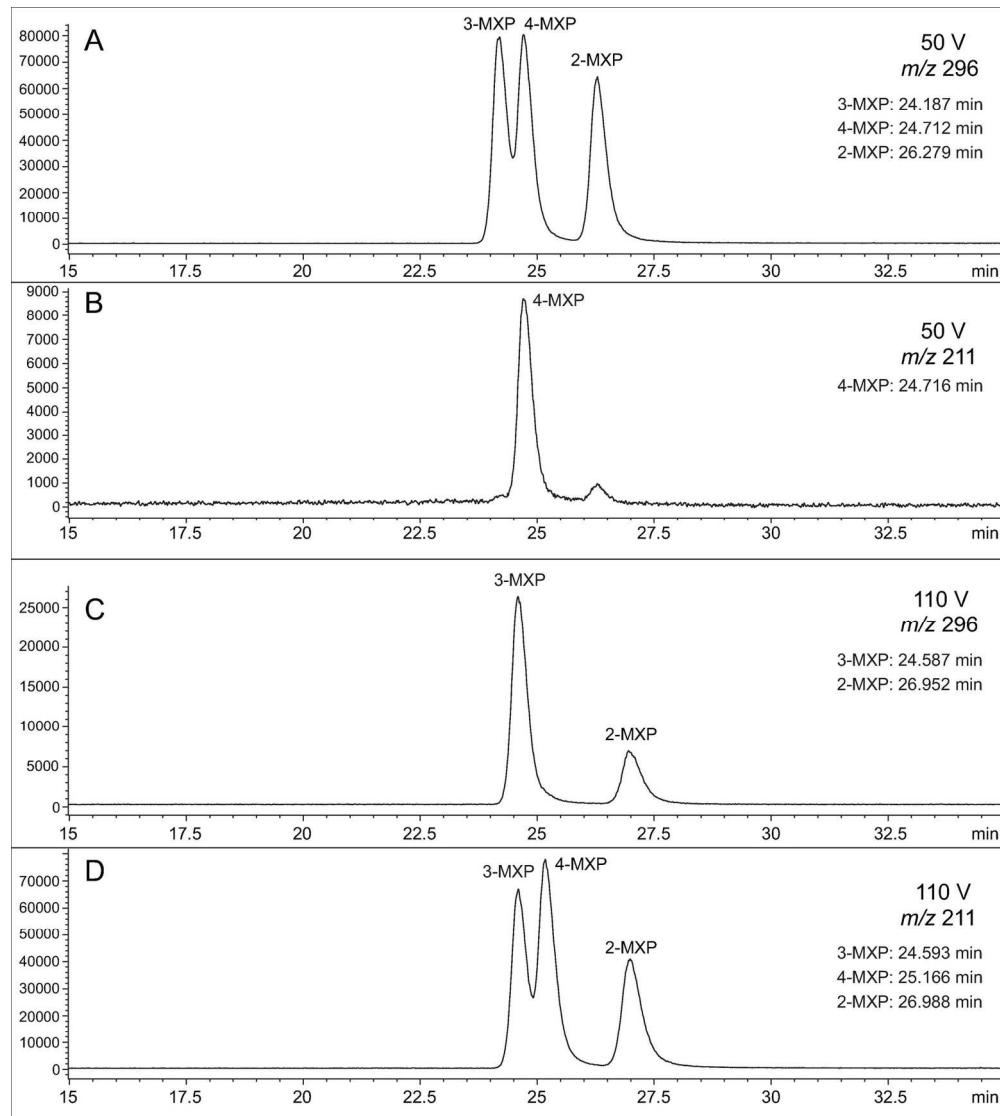 A
3-MXP 4-MXP
2-MXP
50 V
m/z 296
3-MXP: 24.187 min
4-MXP: 24.712 min
2-MXP: 26.279 min
80000
70000
60000
50000
40000
30000
20000
10000
0
15 17.5 20 22.5 25 27.5 30 32.5 min
B
4-MXP
50 V
m/z 211
4-MXP: 24.716 min
9000
8000
7000
6000
5000
4000
3000
2000
1000
0
15 17.5 20 22.5 25 27.5 30 32.5 min
C
3-MXP
2-MXP
110 V
m/z 296
3-MXP: 24.587 min
2-MXP: 26.952 min
25000
20000
15000
10000
5000
0
15 17.5 20 22.5 25 27.5 30 32.5 min
D
3-MXP 4-MXP
2-MXP
110 V
m/z 211
3-MXP: 24.593 min
4-MXP: 25.166 min
2-MXP: 26.988 min
70000
60000
50000
40000
30000
20000
10000
0
15 17.5 20 22.5 25 27.5 30 32.5 min